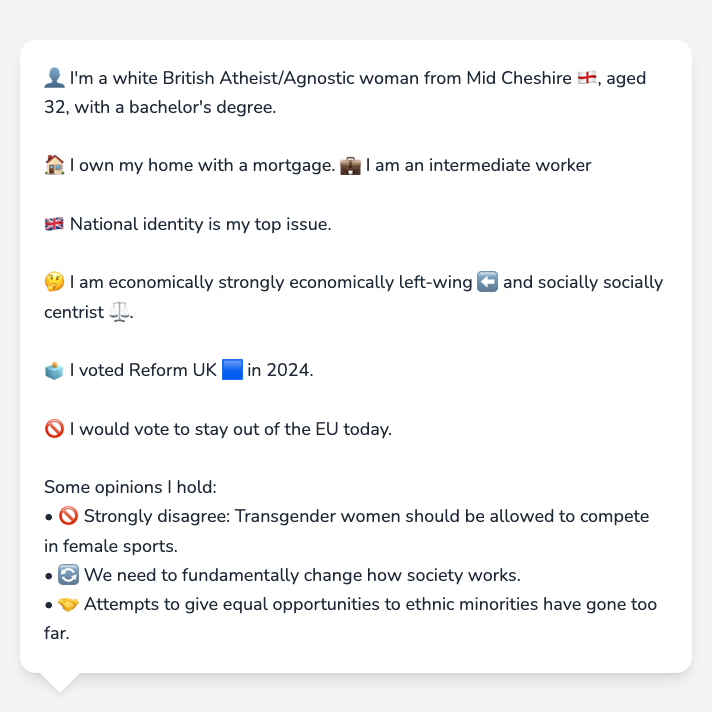 👤 I'm a white British Atheist/Agnostic woman from Mid Cheshire 🏴󠁧󠁢󠁥󠁮󠁧󠁿, aged
32, with a bachelor's degree.
🏠 I own my home with a mortgage. 💼 I am an intermediate worker
🇬🇧 National identity is my top issue.
🤔 I am economically strongly economically left-wing ⬅️ and socially socially
centrist ⚖️.
🗳️ I voted Reform UK 🟦 in 2024.
🚫 I would vote to stay out of the EU today.
Some opinions I hold:
• 🚫 Strongly disagree: Transgender women should be allowed to compete
in female sports.
• 🔄 We need to fundamentally change how society works.
• 🤝 Attempts to give equal opportunities to ethnic minorities have gone too
far.